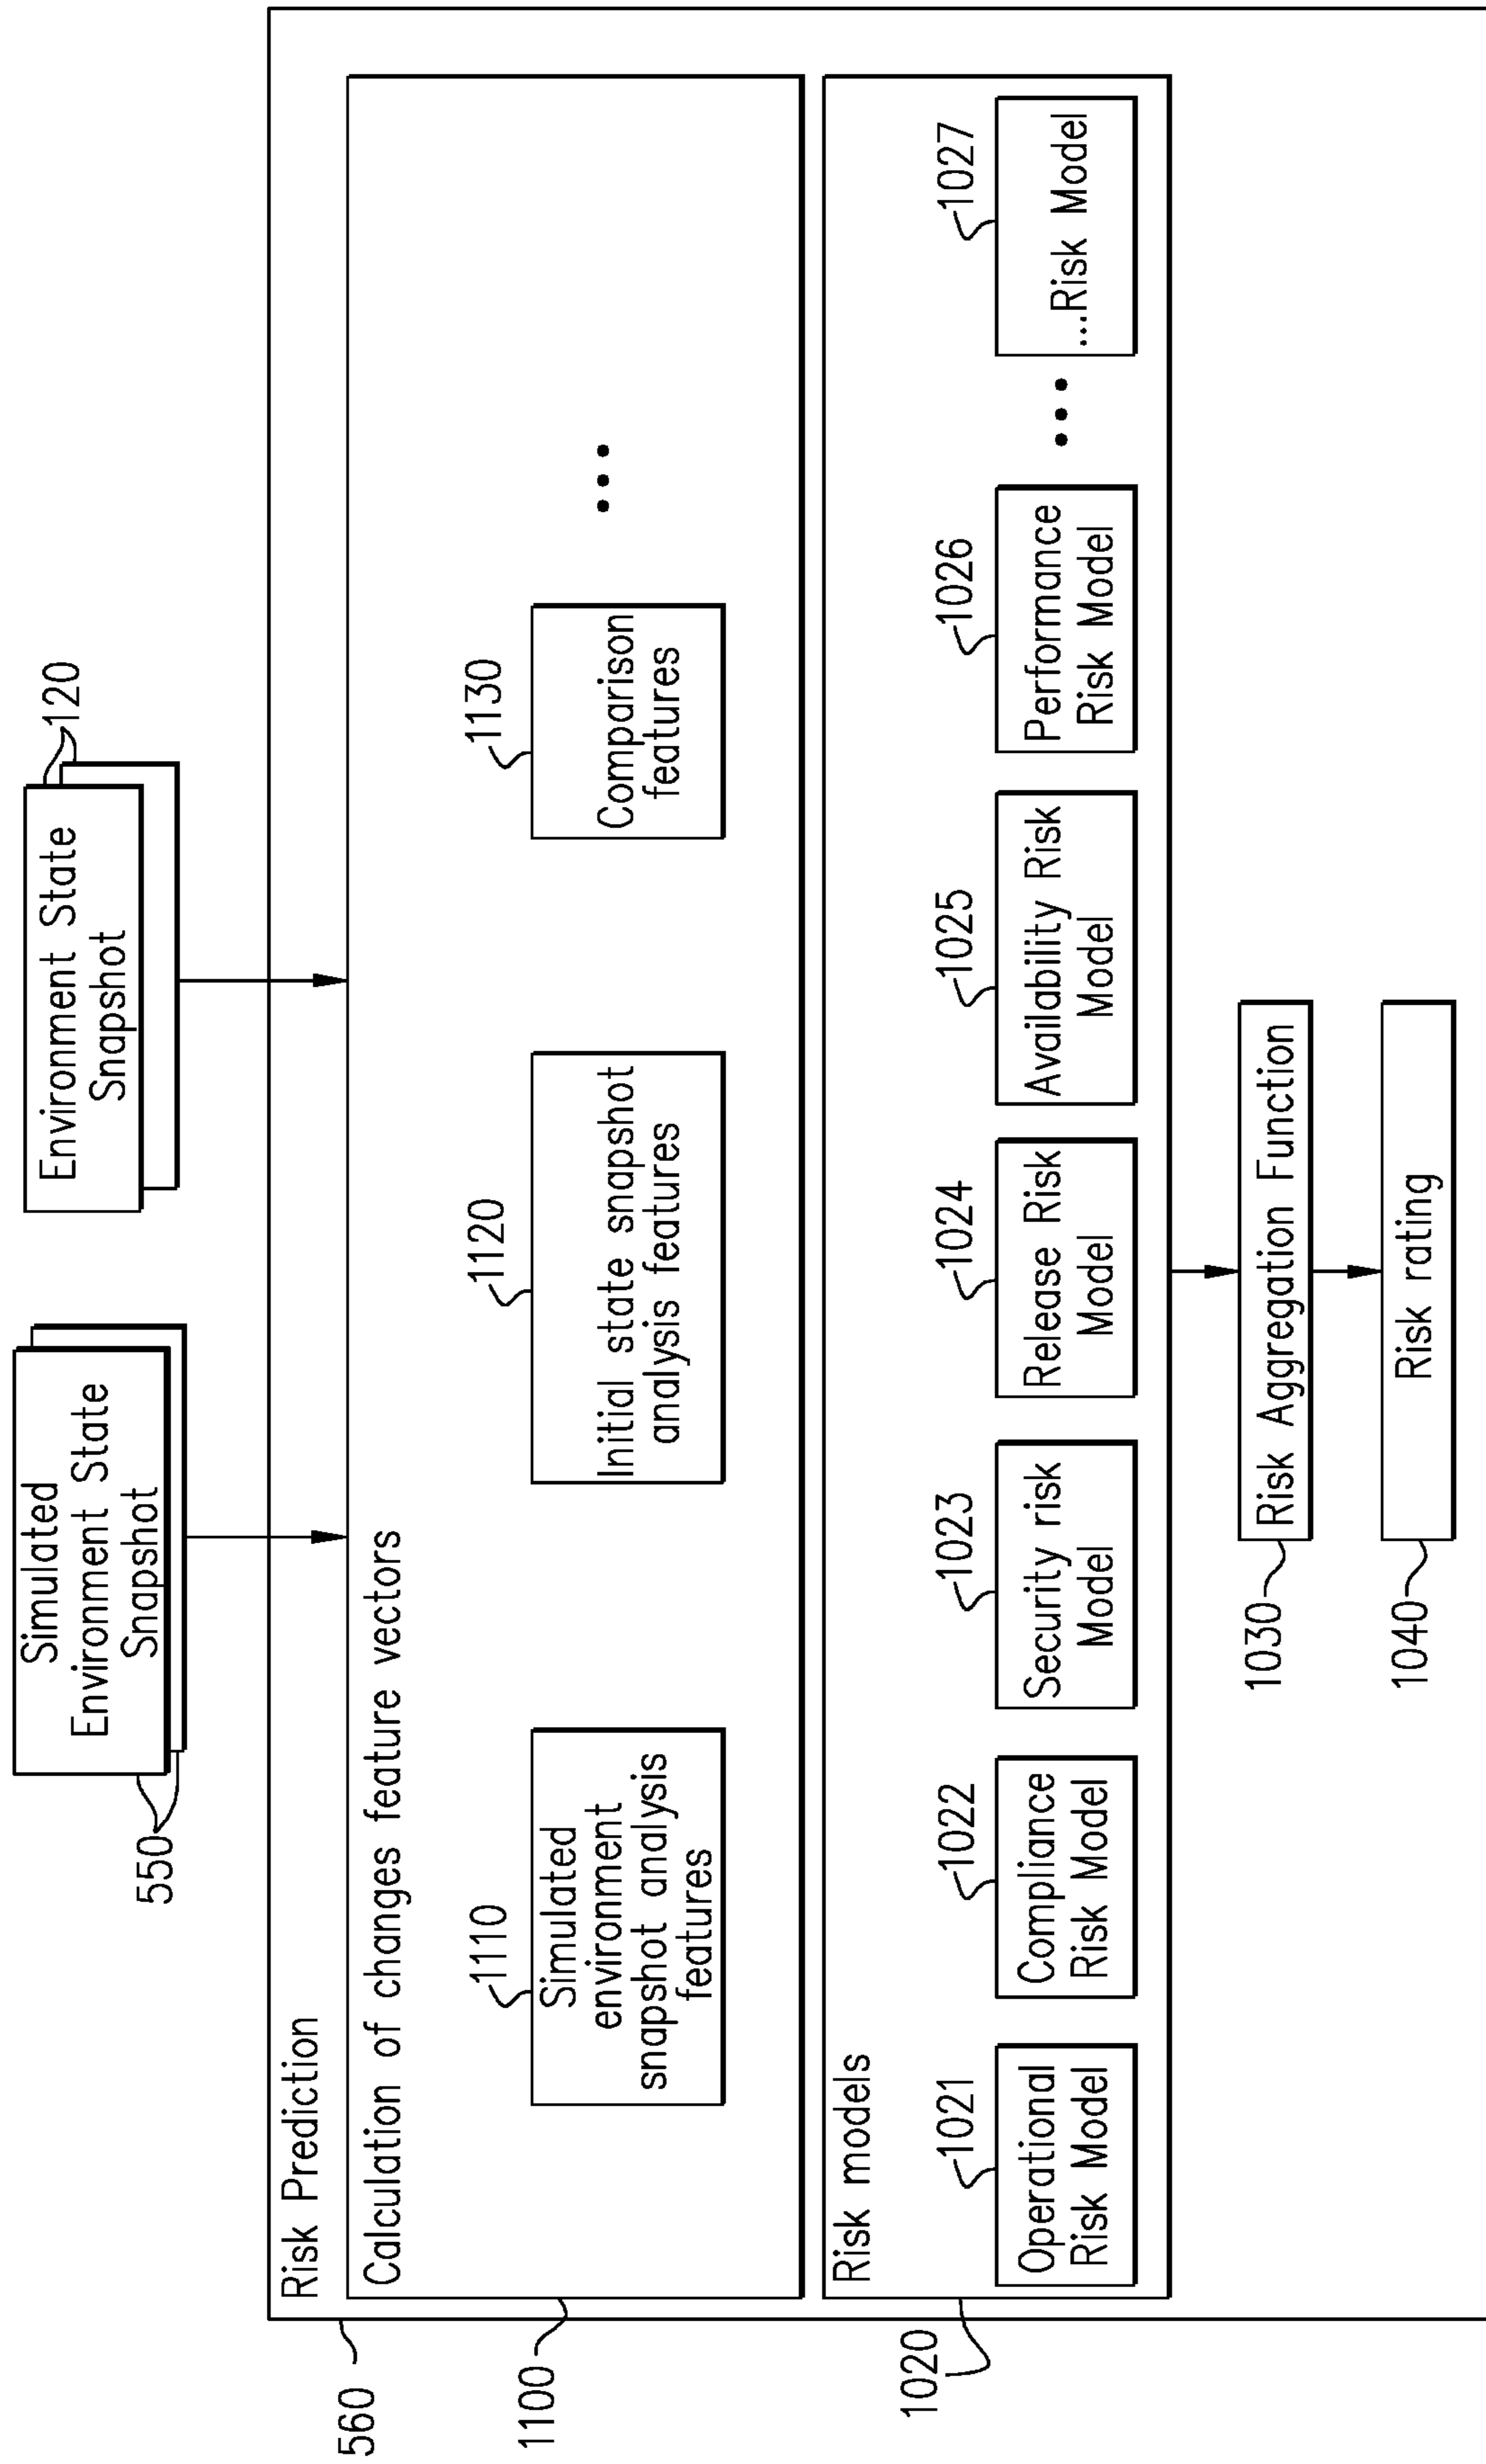 Simulated
Environment State
Snapshot
550
Environment State
Snapshot
120
560
Risk Prediction
1100
Calculation of changes feature vectors
1110
Simulated
environment
snapshot analysis
features
1120
Initial state snapshot
analysis features
1130
Comparison
features
...
1020
Risk models
1021
Operational
Risk Model
1022
Compliance
Risk Model
1023
Security risk
Model
1024
Release Risk
Model
1025
Availability Risk
Model
1026
Performance
Risk Model
...
1027
...Risk Model
1030
Risk Aggregation Function
1040
Risk rating